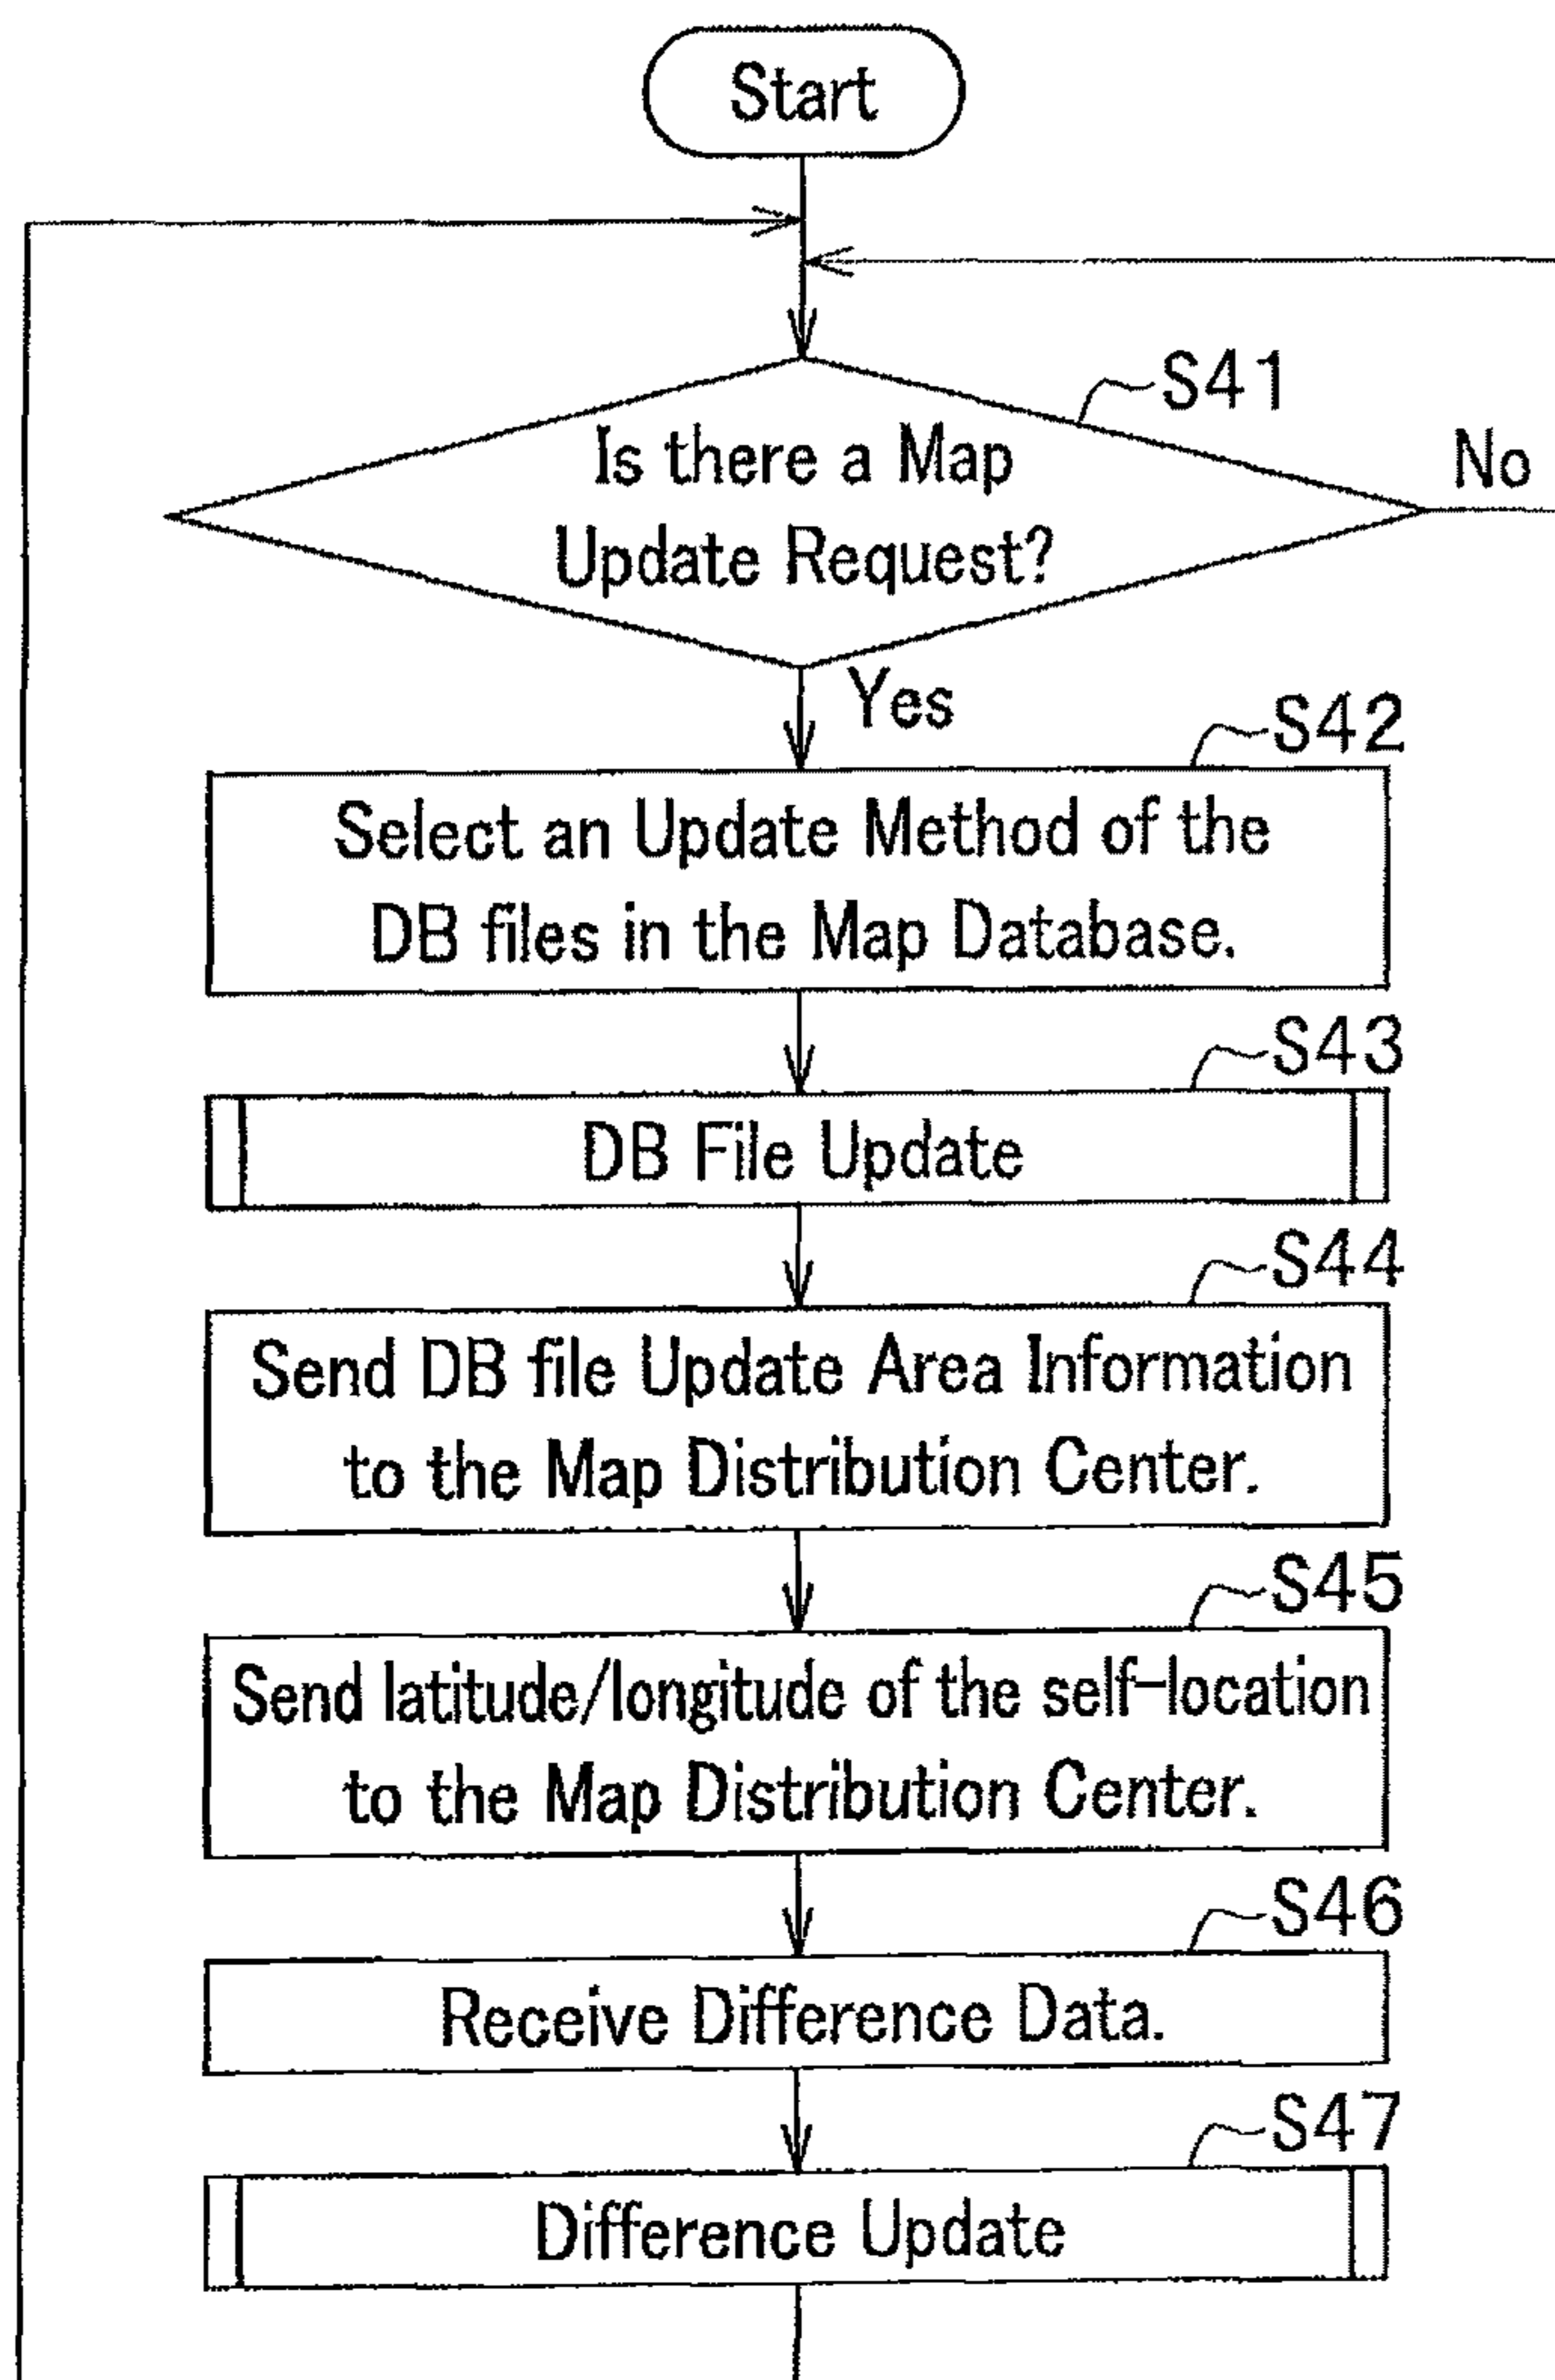 Start
S41
Is there a Map
Update Request?
No
Yes
S42
Select an Update Method of the
DB files in the Map Database.
S43
DB File Update
S44
Send DB file Update Area Information
to the Map Distribution Center.
S45
Send latitude/longitude of the self-location
to the Map Distribution Center.
S46
Receive Difference Data.
S47
Difference Update